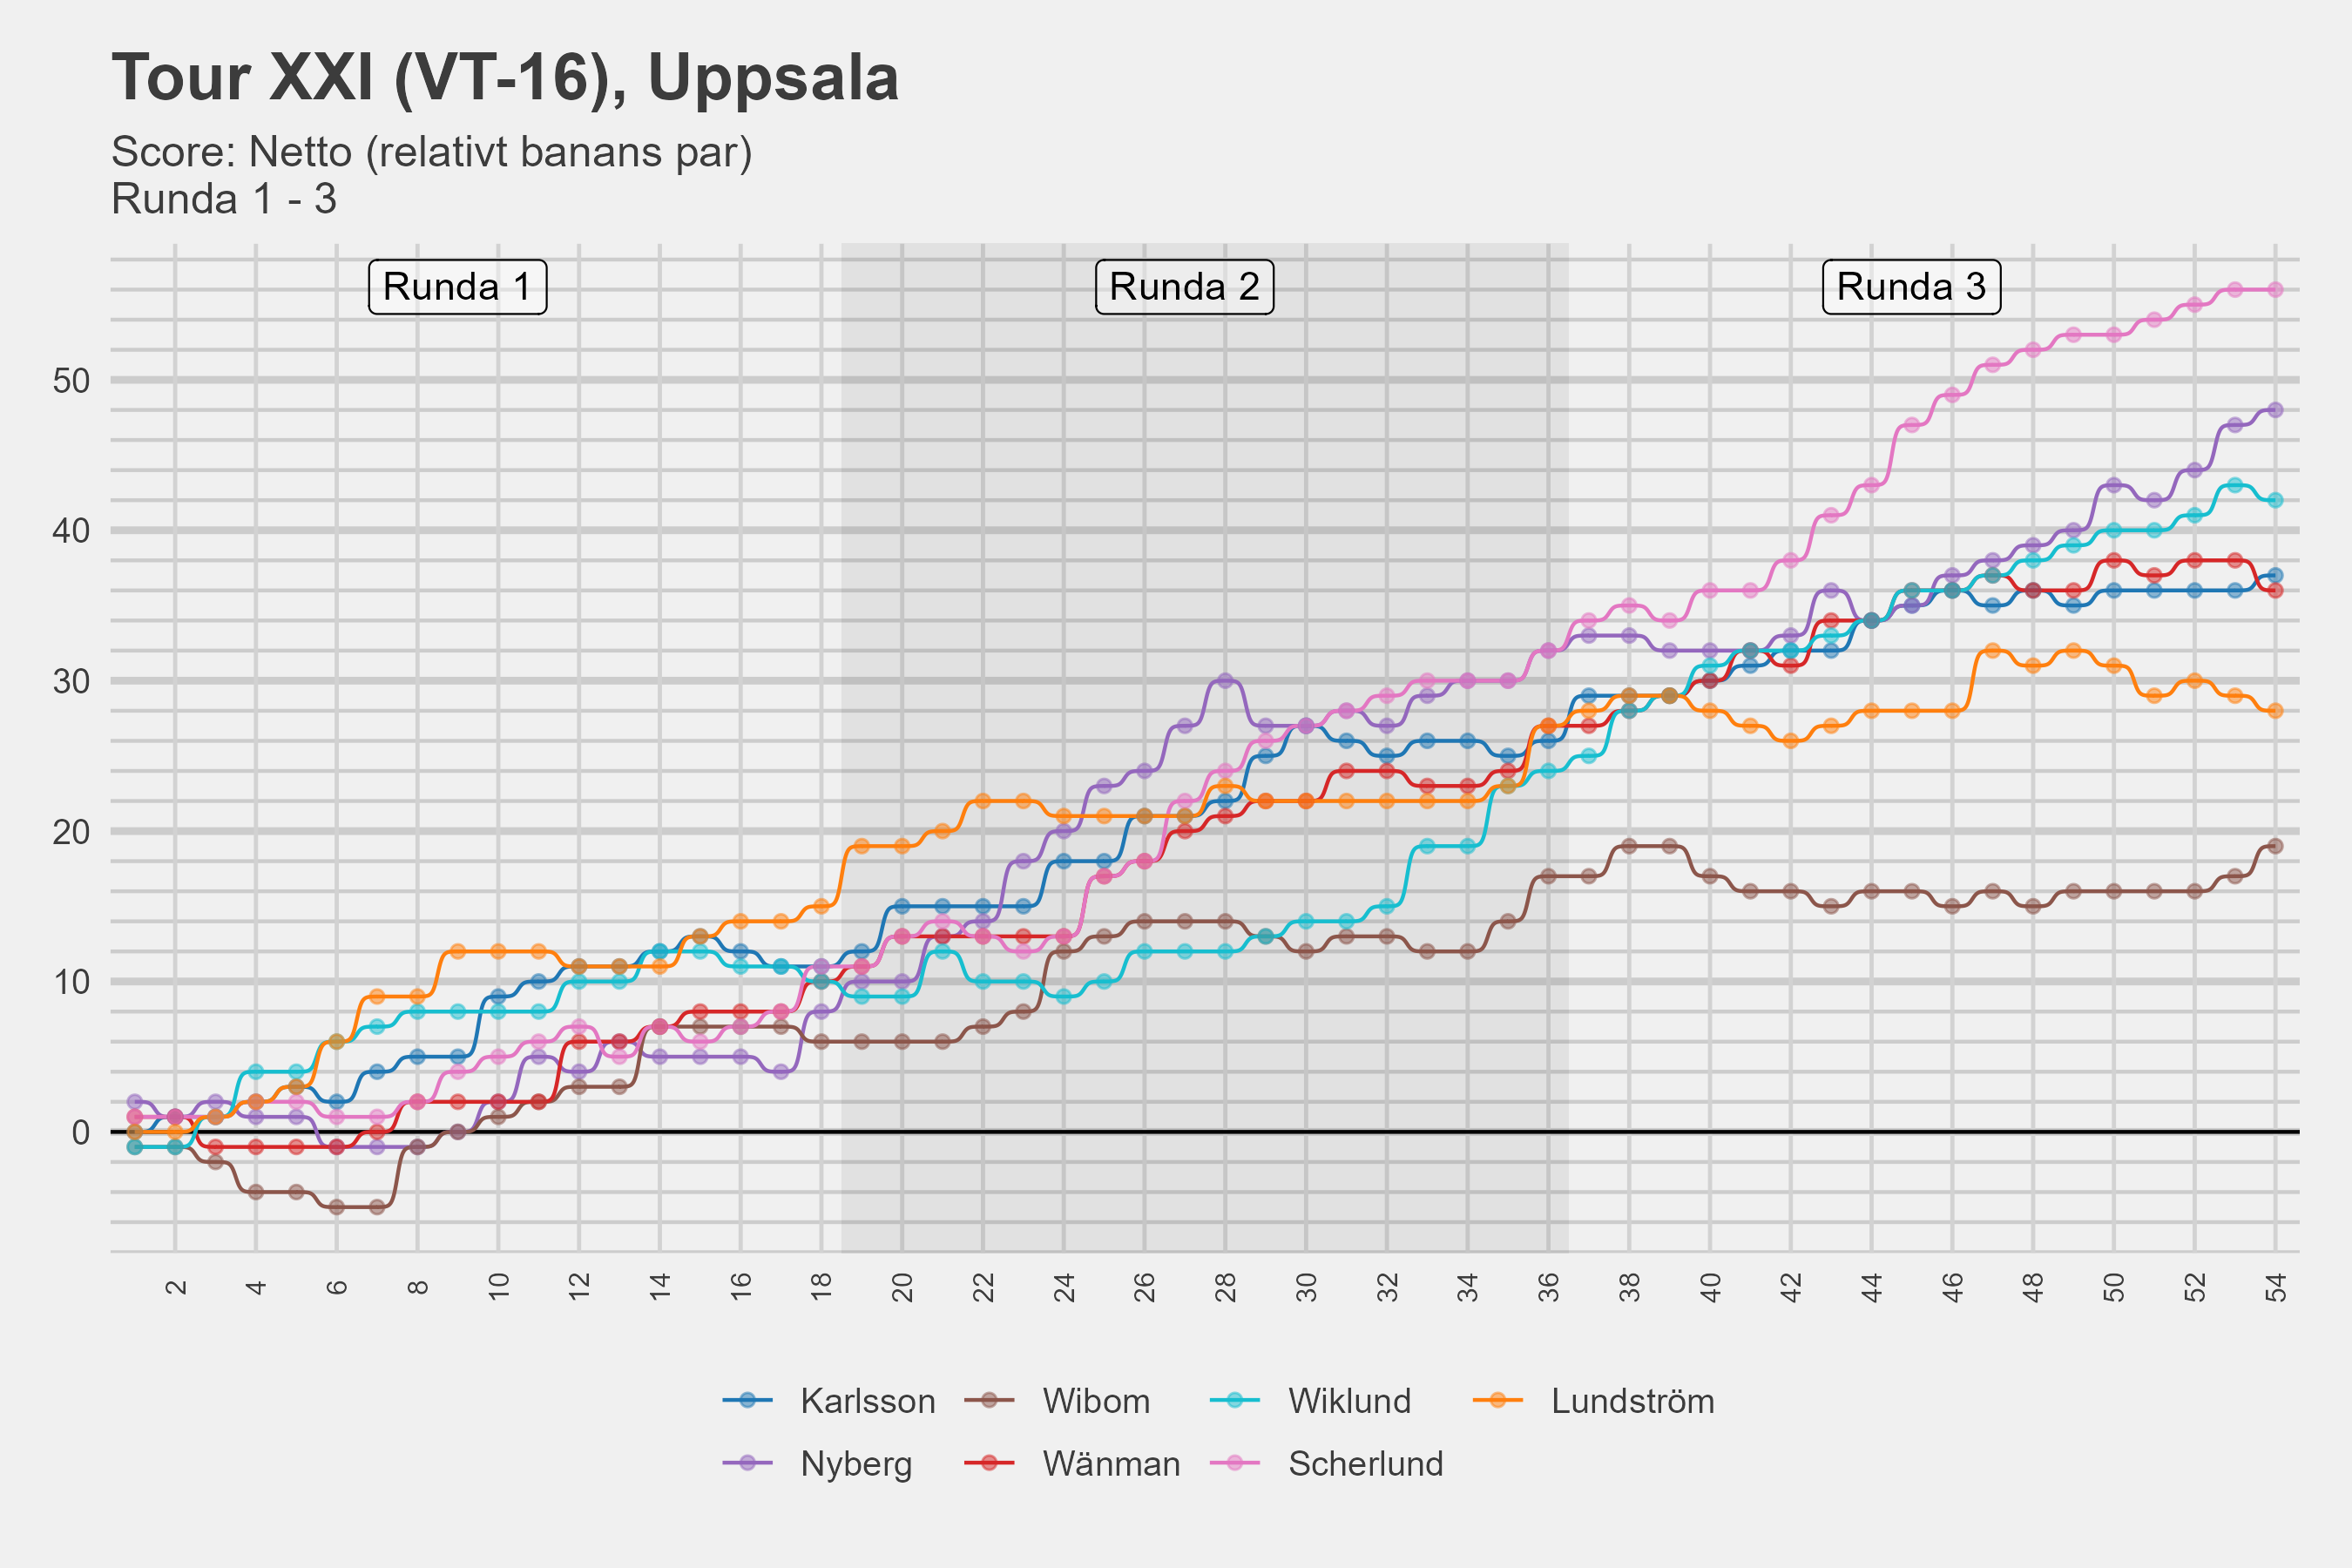 Tour XXI (VT-16), Uppsala
Score: Netto (relativt banans par)
Runda 1 - 3
Runda 1 Runda 2 Runda 3
50
40
30
20
10
0
2 4 6 8 10 12 14 16 18 20 22 24 26 28 30 32 34 36 38 40 42 44 46 48 50 52 54
Karlsson Wibom Wiklund Lundström
Nyberg Wänman Scherlund